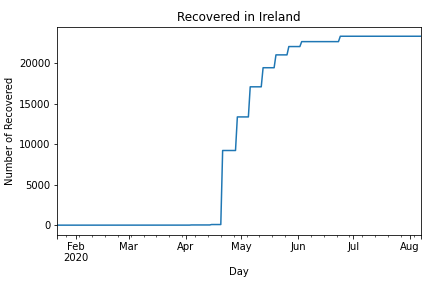 Recovered in Ireland
Number of Recovered
20000
15000
10000
5000
0
Feb
2020
Mar
Apr
May
Jun
Jul
Aug
Day